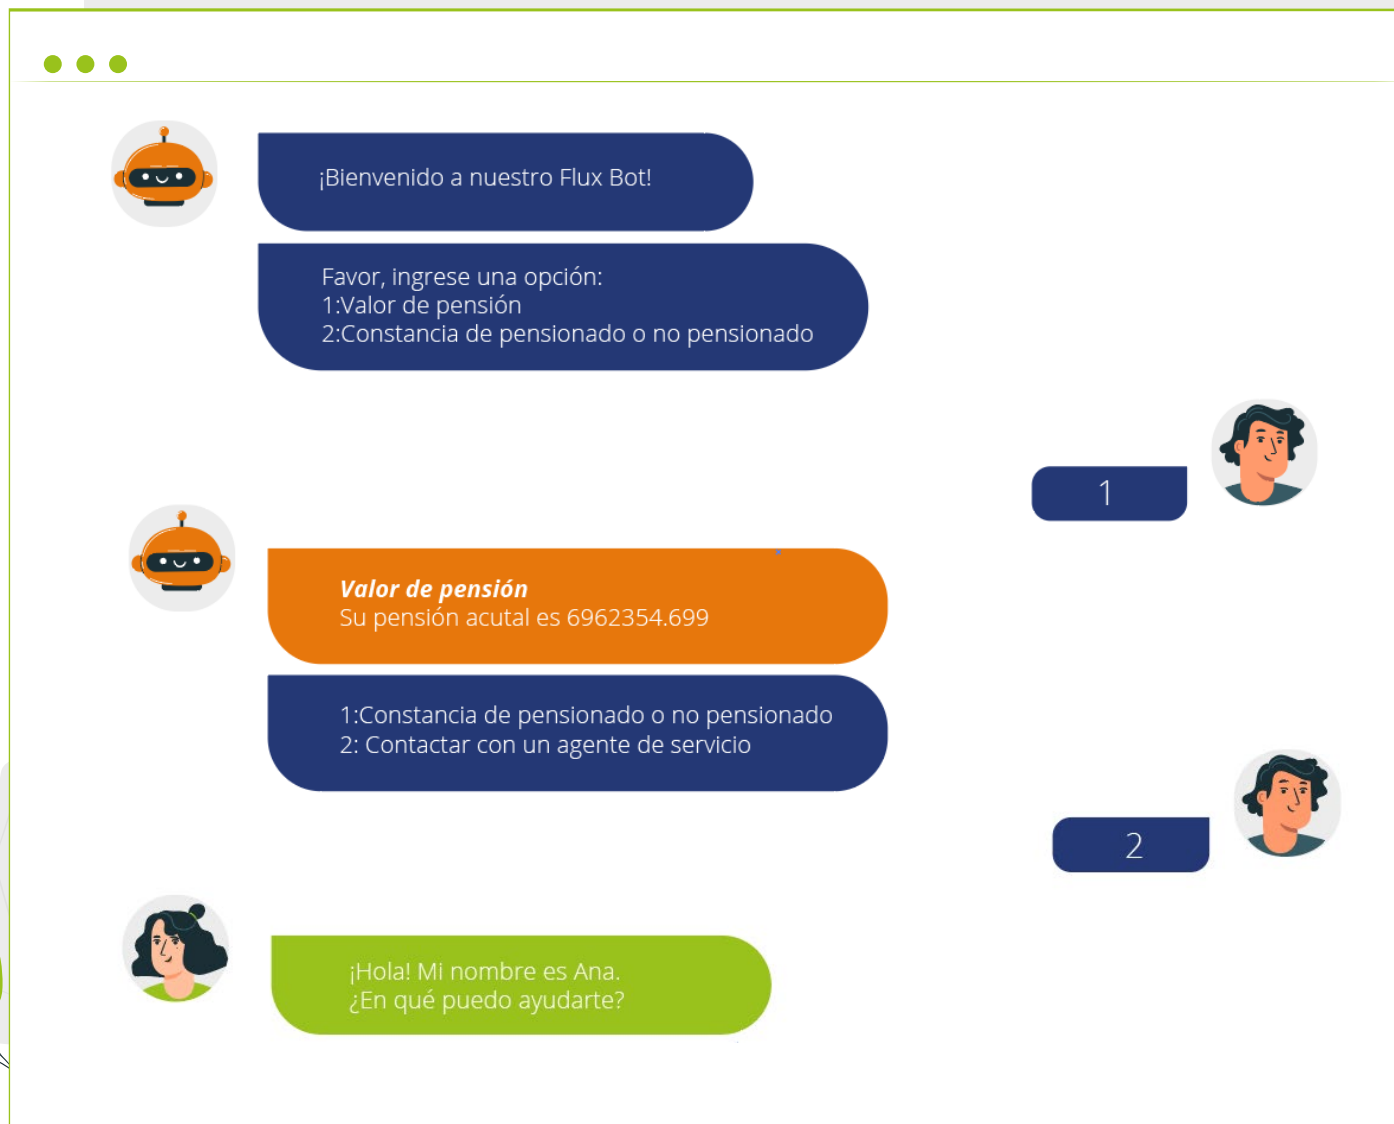 ¡Bienvenido a nuestro Flux Bot!
Favor, ingrese una opción:
1:Valor de pensión
2:Constancia de pensionado o no pensionado
1
Valor de pensión
Su pensión acutal es 6962354.699
1:Constancia de pensionado o no pensionado
2: Contactar con un agente de servicio
2
¡Hola! Mi nombre es Ana.
¿En qué puedo ayudarte?